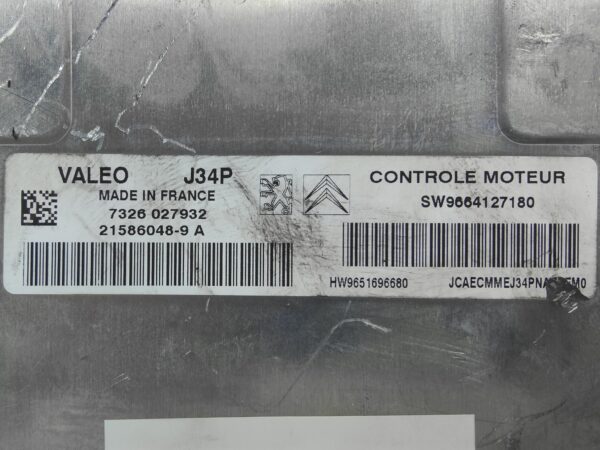 VALEO J34P
MADE IN FRANCE
7326 027932
21586048-9 A
CONTROLE MOTEUR
SW9664127180
HW9651696680